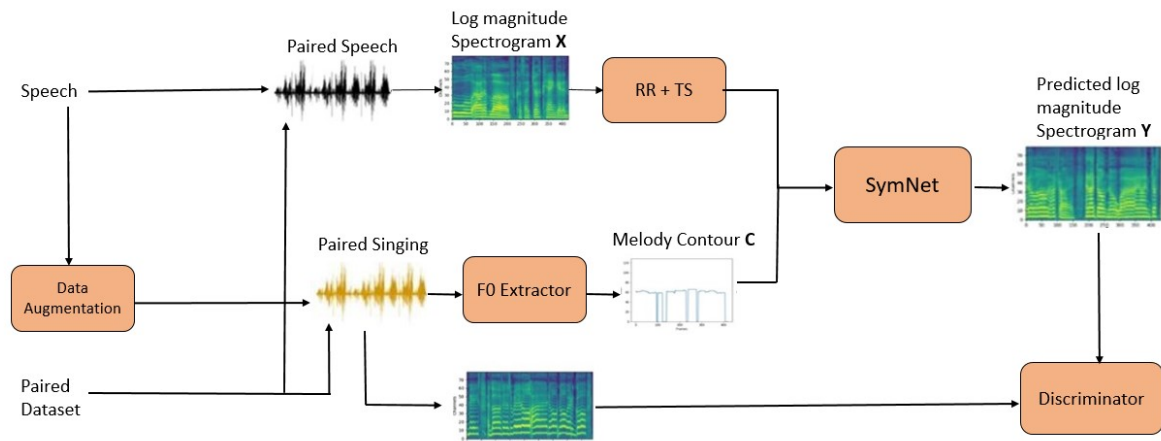 Log magnitude
Spectrogram X
Paired Speech
Speech
RR + TS
Predicted log
magnitude
Spectrogram Y
SymNet
Paired Singing
Melody Contour C
Data
Augmentation
F0 Extractor
Paired
Dataset
Discriminator